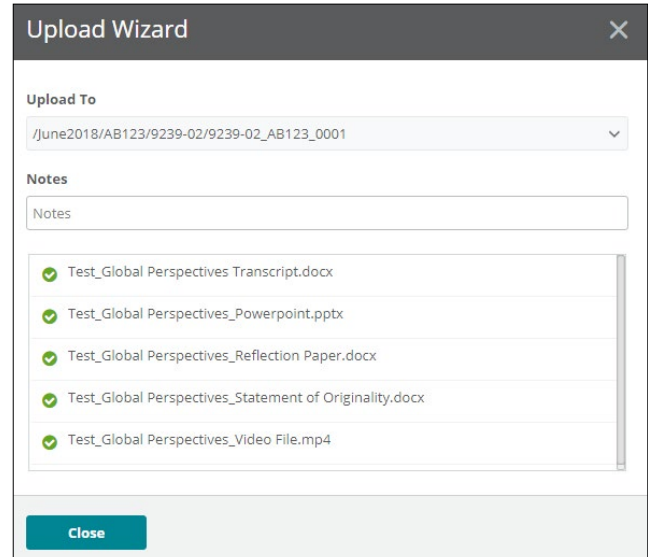 Upload Wizard
Upload To
/June2018/AB123/9239-02/9239-02_AB123_0001
Notes
Notes
Test_Global Perspectives Transcript.docx
Test_Global Perspectives_Powerpoint.pptx
Test_Global Perspectives_Reflection Paper.docx
Test_Global Perspectives_Statement of Originality.docx
Test_Global Perspectives_Video File.mp4
Close